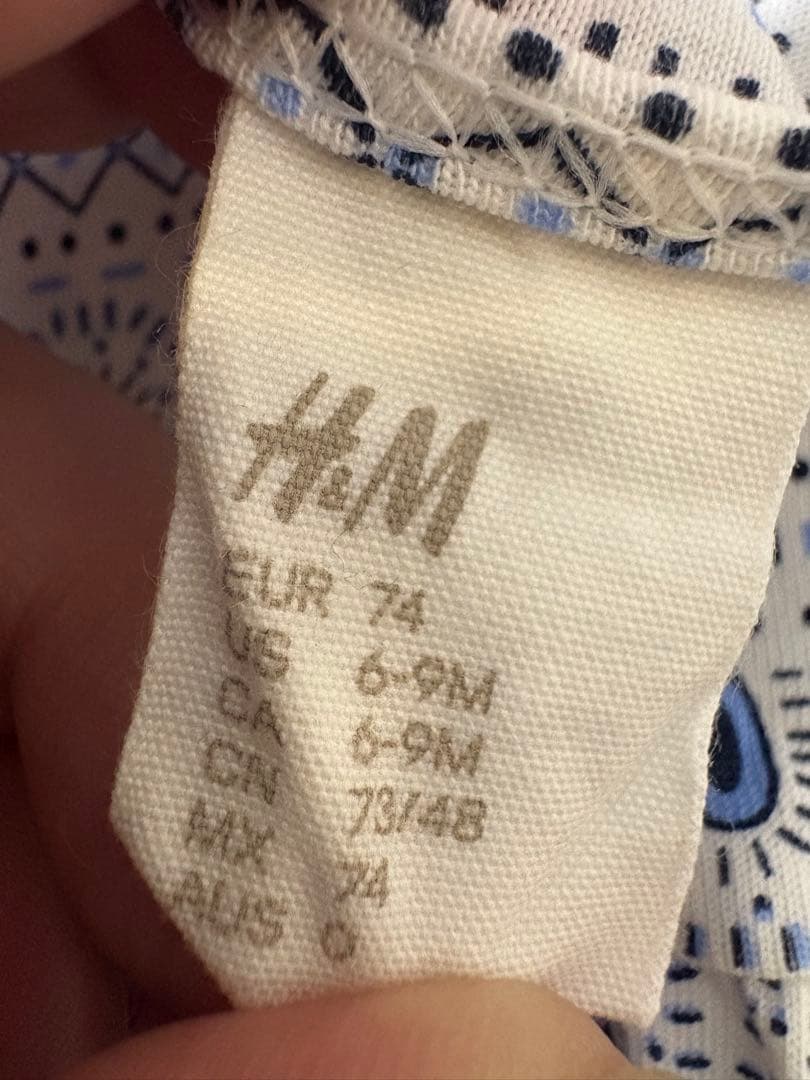 H&M
EUR 74
US 6-9M
CA 6-9M
CN 73/48
MX 74
AUS 0